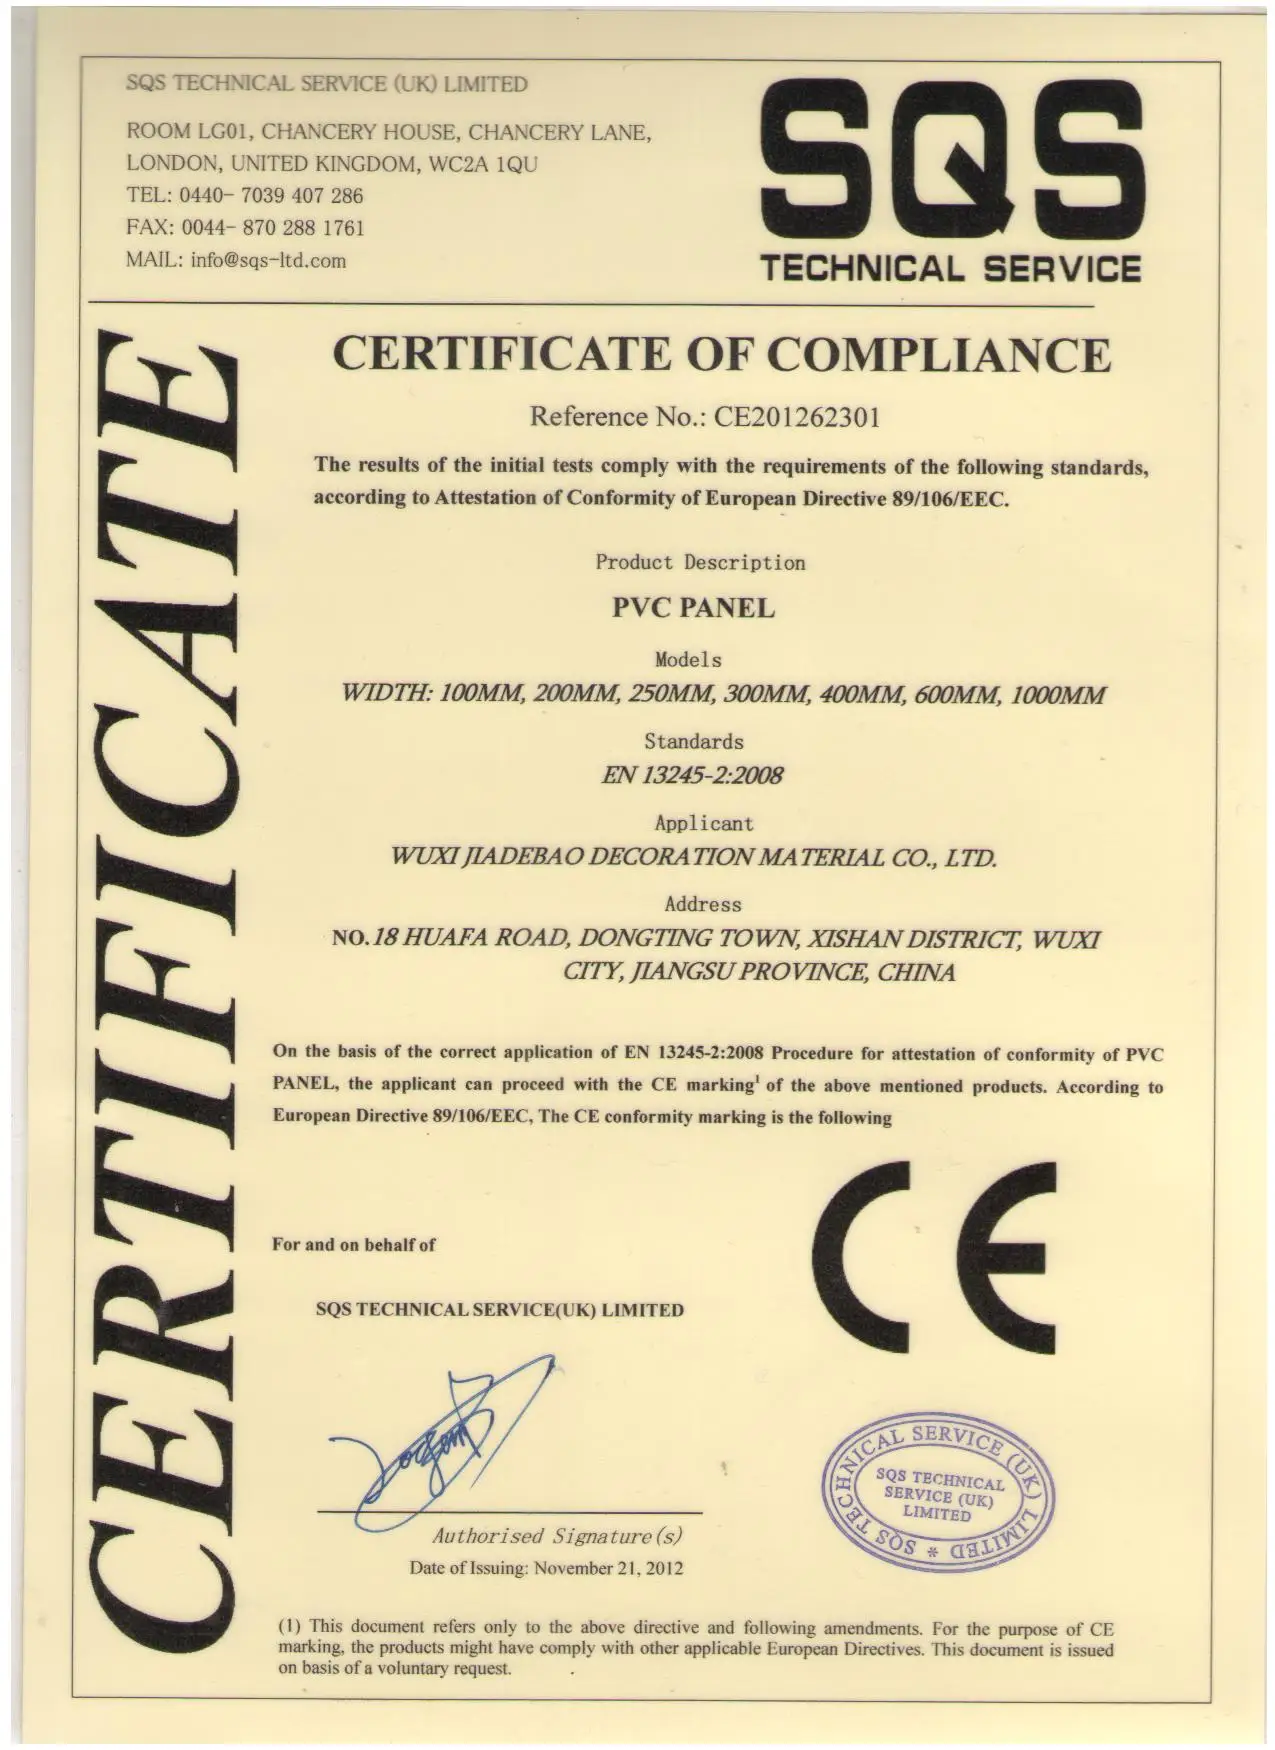 SQS TECHNICAL SERVICE (UK) LIMITED
ROOM LG01, CHANCERY HOUSE, CHANCERY LANE,
LONDON, UNITED KINGDOM, WC2A 1QU
TEL: 0440- 7039 407 286
FAX: 0044- 870 288 1761
MAIL: info@sqs-ltd.com
SQS
TECHNICAL SERVICE
CERTIFICATE
CERTIFICATE OF COMPLIANCE
Reference No.: CE201262301
The results of the initial tests comply with the requirements of the following standards,
according to Attestation of Conformity of European Directive 89/106/EEC.
Product Description
PVC PANEL
Models
WIDTH: 100MM, 200MM, 250MM, 300MM, 400MM, 600MM, 1000MM
Standards
EN 13245-2:2008
Applicant
WUXI JIADEBAO DECORATION MATERIAL CO., LTD.
Address
NO.18 HUAFA ROAD, DONGTING TOWN, XISHAN DISTRICT, WUXI
CITY, JIANGSU PROVINCE, CHINA
On the basis of the correct application of EN 13245-2:2008 Procedure for attestation of conformity of PVC
PANEL, the applicant can proceed with the CE marking¹ of the above mentioned products. According to
European Directive 89/106/EEC, The CE conformity marking is the following
CE
For and on behalf of
SQS TECHNICAL SERVICE(UK) LIMITED
SQS TECHNICAL SERVICE (UK) LIMITED *
SQS TECHNICAL
SERVICE (UK)
LIMITED
Authorised Signature(s)
Date of Issuing: November 21, 2012
(1) This document refers only to the above directive and following amendments. For the purpose of CE
marking, the products might have comply with other applicable European Directives. This document is issued
on basis of a voluntary request.